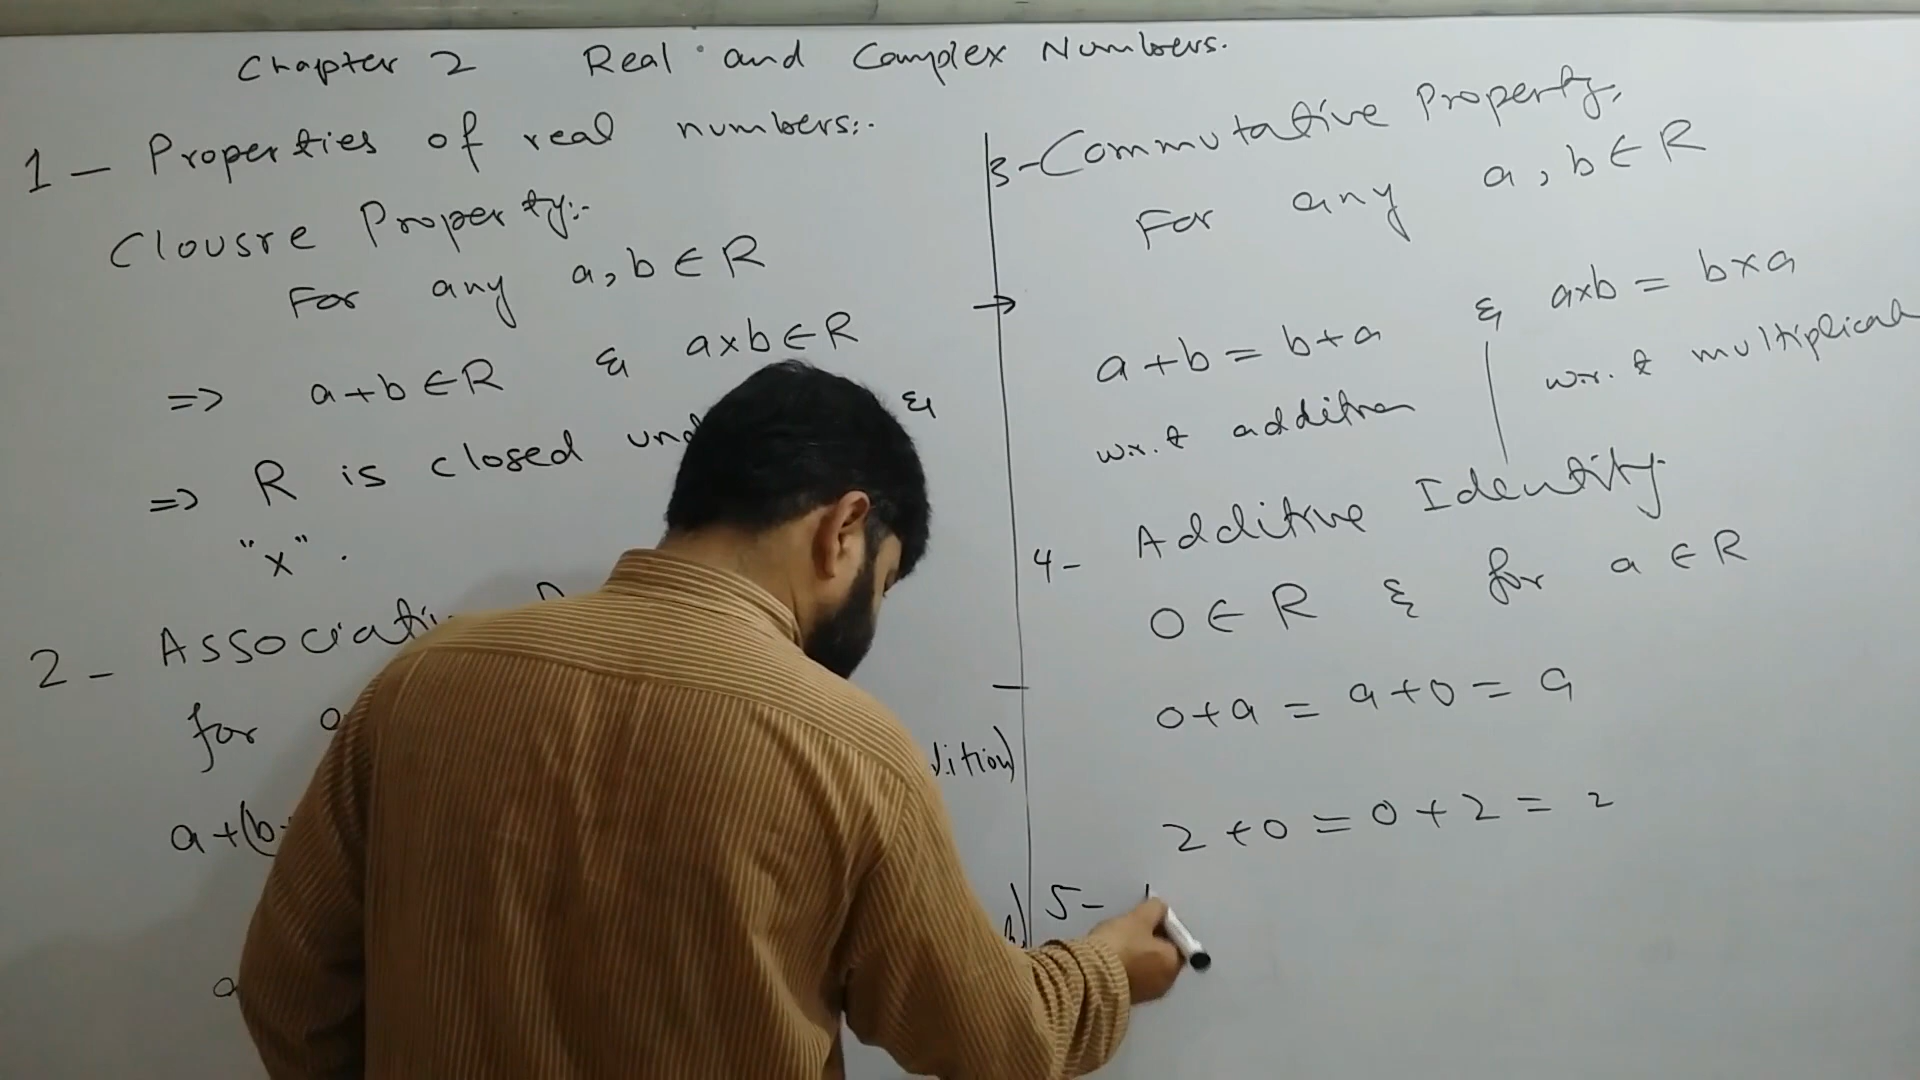 Chapter 2 Real and Complex Numbers.
1 - Properties of real numbers:-
Clousre Property:-
For any a, b ∈ R
=> a+b ∈ R & a×b ∈ R
=> R is closed und &
"×".
2 - Associati
for
a+(b
a
dition)
3-Commutative Property.
For any a, b ∈ R
a+b = b+a & a×b = b×a
w.r.t addition w.r.t multiplicat
4- Additive Identity.
0 ∈ R & for a ∈ R
0+a = a+0 = a
2+0 = 0+2 = 2
5-